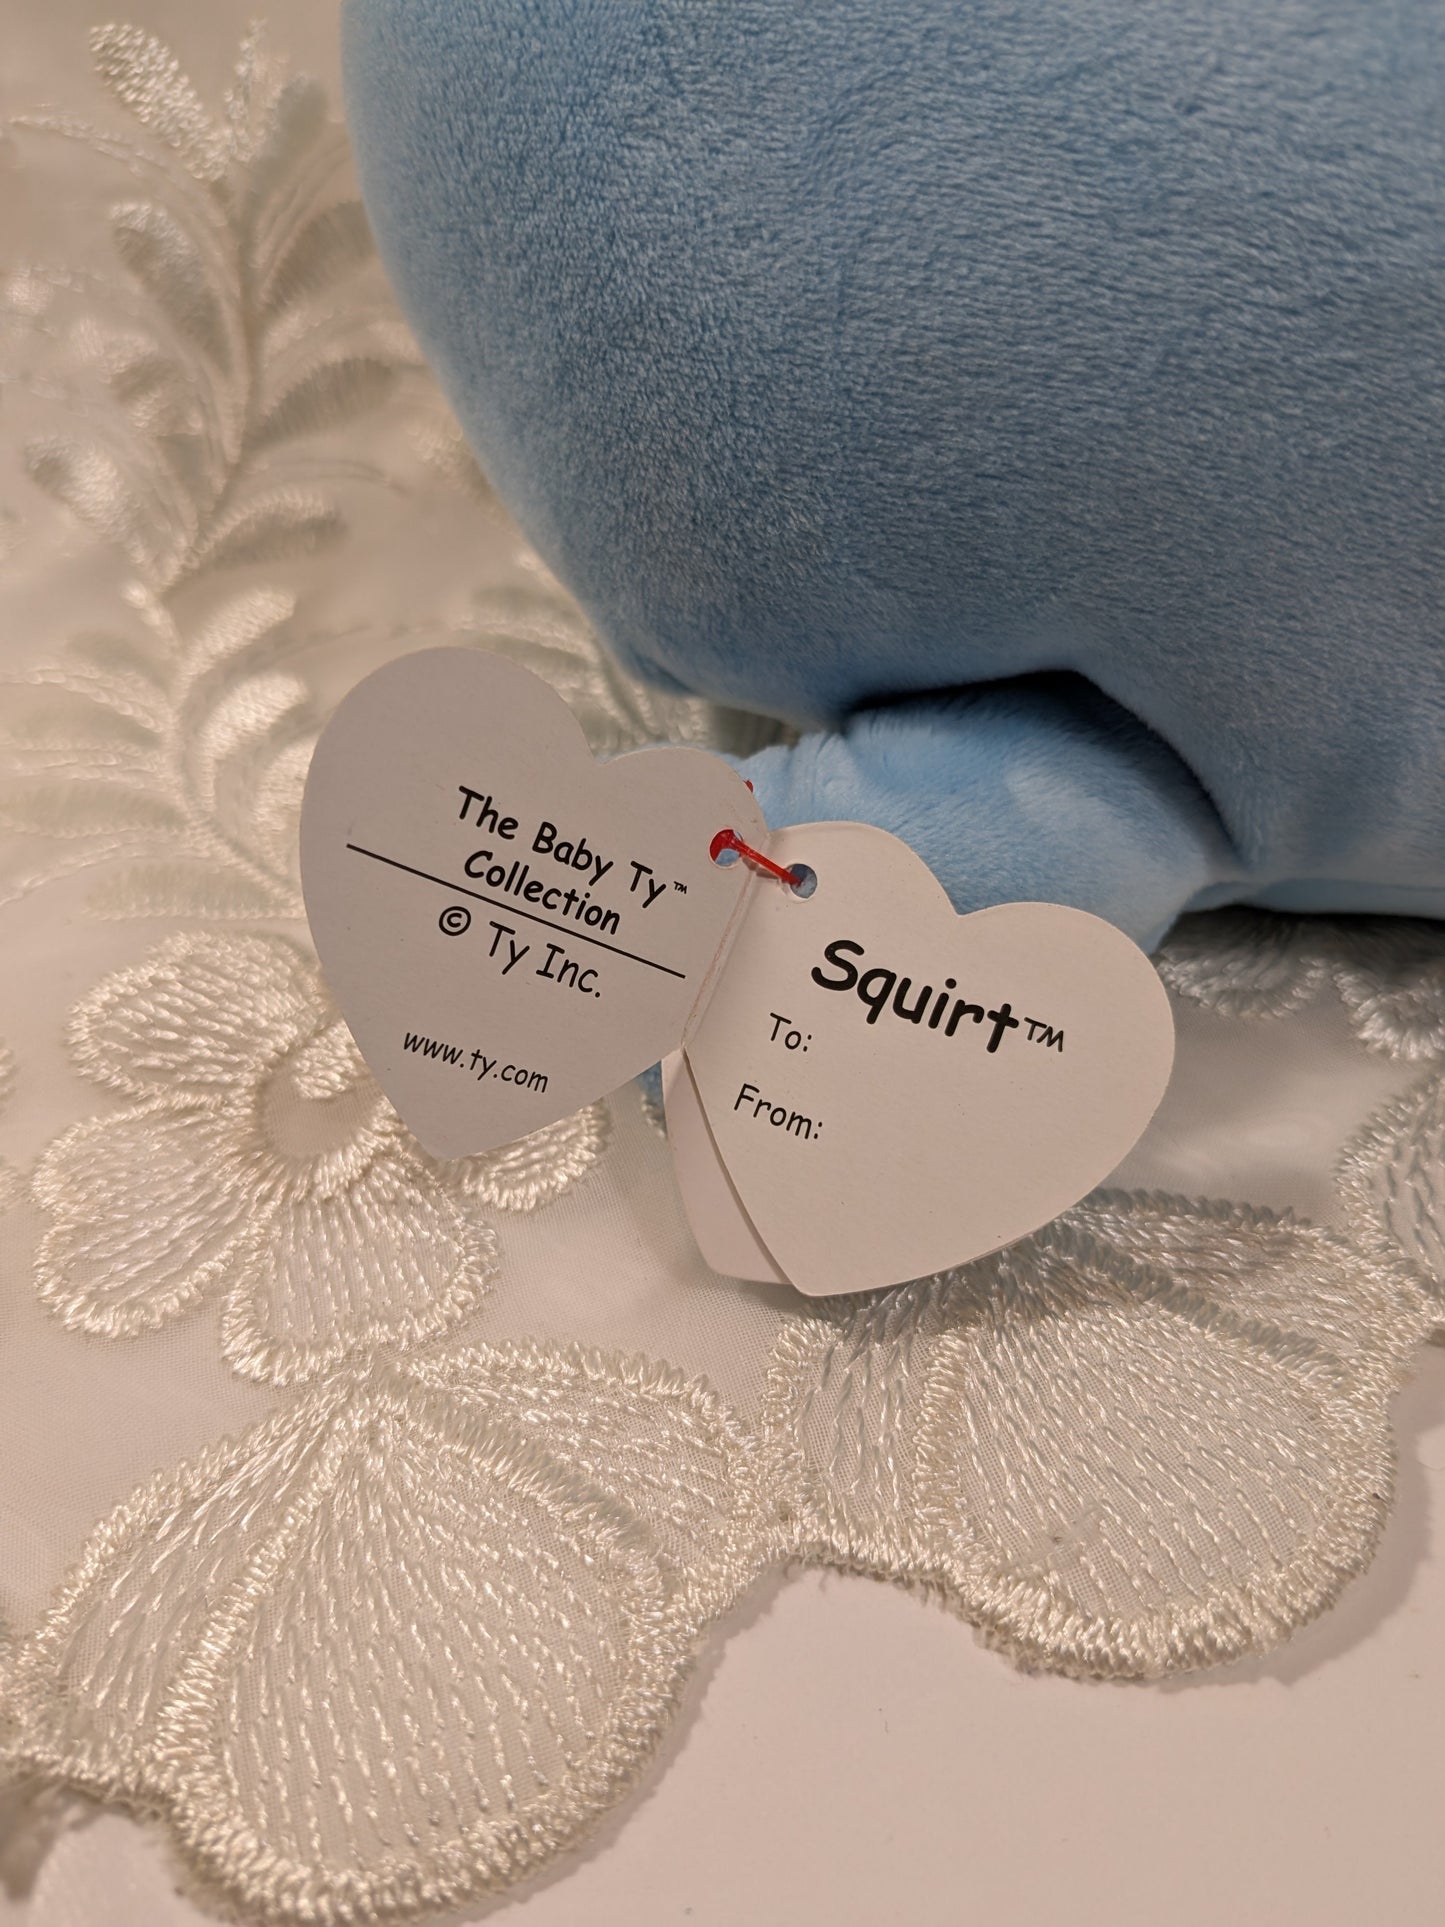 The Baby Ty™
Collection
© Ty Inc.
www.ty.com
Squirt™
To:
From: